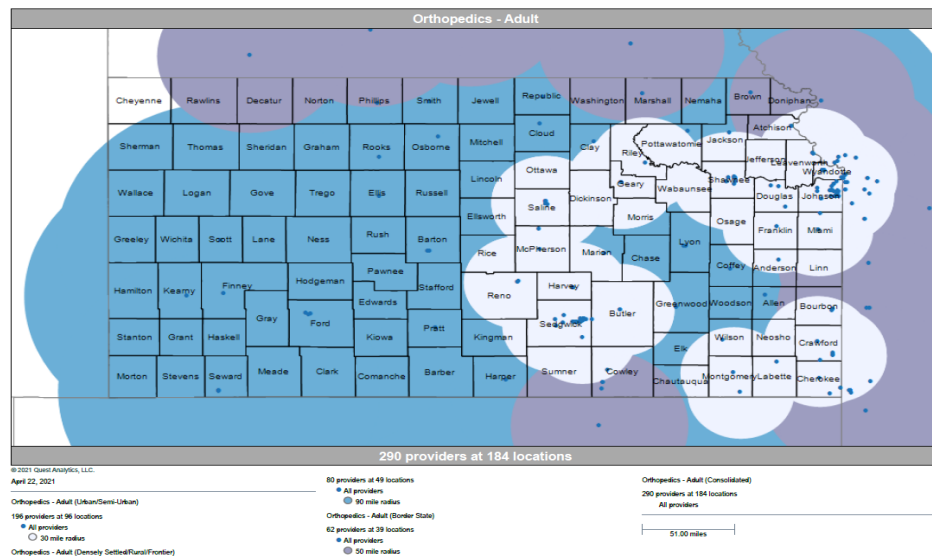 Orthopedics - Adult
Cheyenne Rawlins Decatur Norton Phillips Smith Jewell Republic Washington Marshall Nemaha Brown Doniphan
Atchison
Sherman Thomas Sheridan Graham Rooks Osborne Mitchell Cloud Clay Riley Pottawatomie Jackson Jefferson Leavenworth
Wyandotte
Wallace Logan Gove Trego Ellis Russell Lincoln Ottawa Geary Wabaunsee Shawnee Douglas Johnson
Saline Dickinson Morris
Ellsworth Osage
Greeley Wichita Scott Lane Ness Rush Barton Rice McPherson Marion Chase Lyon Franklin Miami
Coffey Anderson Linn
Hamilton Kearny Finney Hodgeman Pawnee Stafford Reno Harvey
Edwards Butler Greenwood Woodson Allen Bourbon
Gray Ford
Stanton Grant Haskell Kiowa Pratt Kingman Sedgwick Elk Wilson Neosho Crawford
Morton Stevens Seward Meade Clark Comanche Barber Harper Sumner Cowley Chautauqua Montgomery Labette Cherokee
290 providers at 184 locations
© 2021 Quest Analytics, LLC.
April 22, 2021
Orthopedics - Adult (Urban/Semi-Urban)
196 providers at 96 locations
All providers
30 mile radius
Orthopedics - Adult (Densely Settled/Rural/Frontier)
80 providers at 49 locations
All providers
90 mile radius
Orthopedics - Adult (Border State)
62 providers at 39 locations
All providers
50 mile radius
Orthopedics - Adult (Consolidated)
290 providers at 184 locations
All providers
51.00 miles